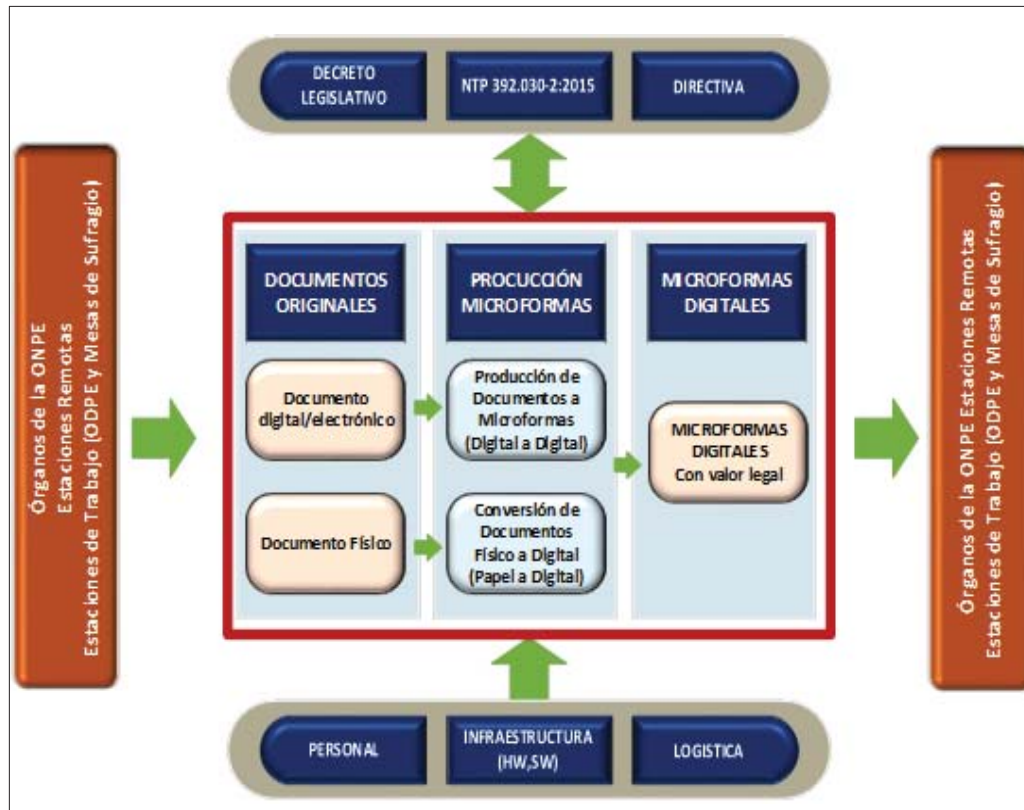 DECRETO
LEGISLATIVO
NTP 392.030-2:2015
DIRECTIVA
Órganos de la ONPE
Estaciones Remotas
Estaciones de Trabajo (ODPE y Mesas de Sufragio)
DOCUMENTOS
ORIGINALES
Documento
digital/electrónico
Documento Físico
PRODUCCIÓN
MICROFORMAS
Producción de
Documentos a
Microformas
(Digital a Digital)
Conversión de
Documentos
Físico a Digital
(Papel a Digital)
MICROFORMAS
DIGITALES
MICROFORMAS
DIGITALES
Con valor legal
Órganos de la ONPE Estaciones Remotas
Estaciones de Trabajo (ODPE y Mesas de Sufragio)
PERSONAL
INFRAESTRUCTURA
(HW,SW)
LOGISTICA